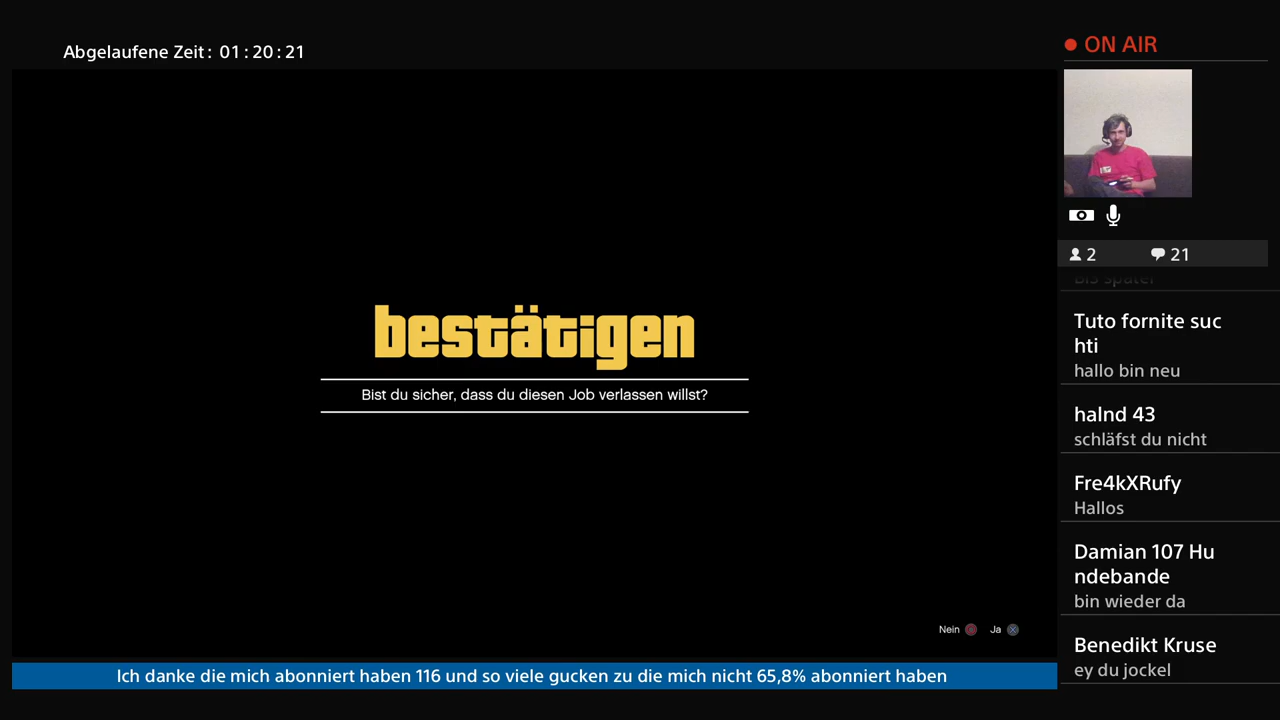 Abgelaufene Zeit: 01:20:21
ON AIR
2
21
Bis später
Tuto fornite suc
hti
hallo bin neu
halnd 43
schläfst du nicht
Fre4kXRufy
Hallos
Damian 107 Hu
ndebande
bin wieder da
Benedikt Kruse
ey du jockel
bestätigen
Bist du sicher, dass du diesen Job verlassen willst?
Nein
Ja
Ich danke die mich abonniert haben 116 und so viele gucken zu die mich nicht 65,8% abonniert haben